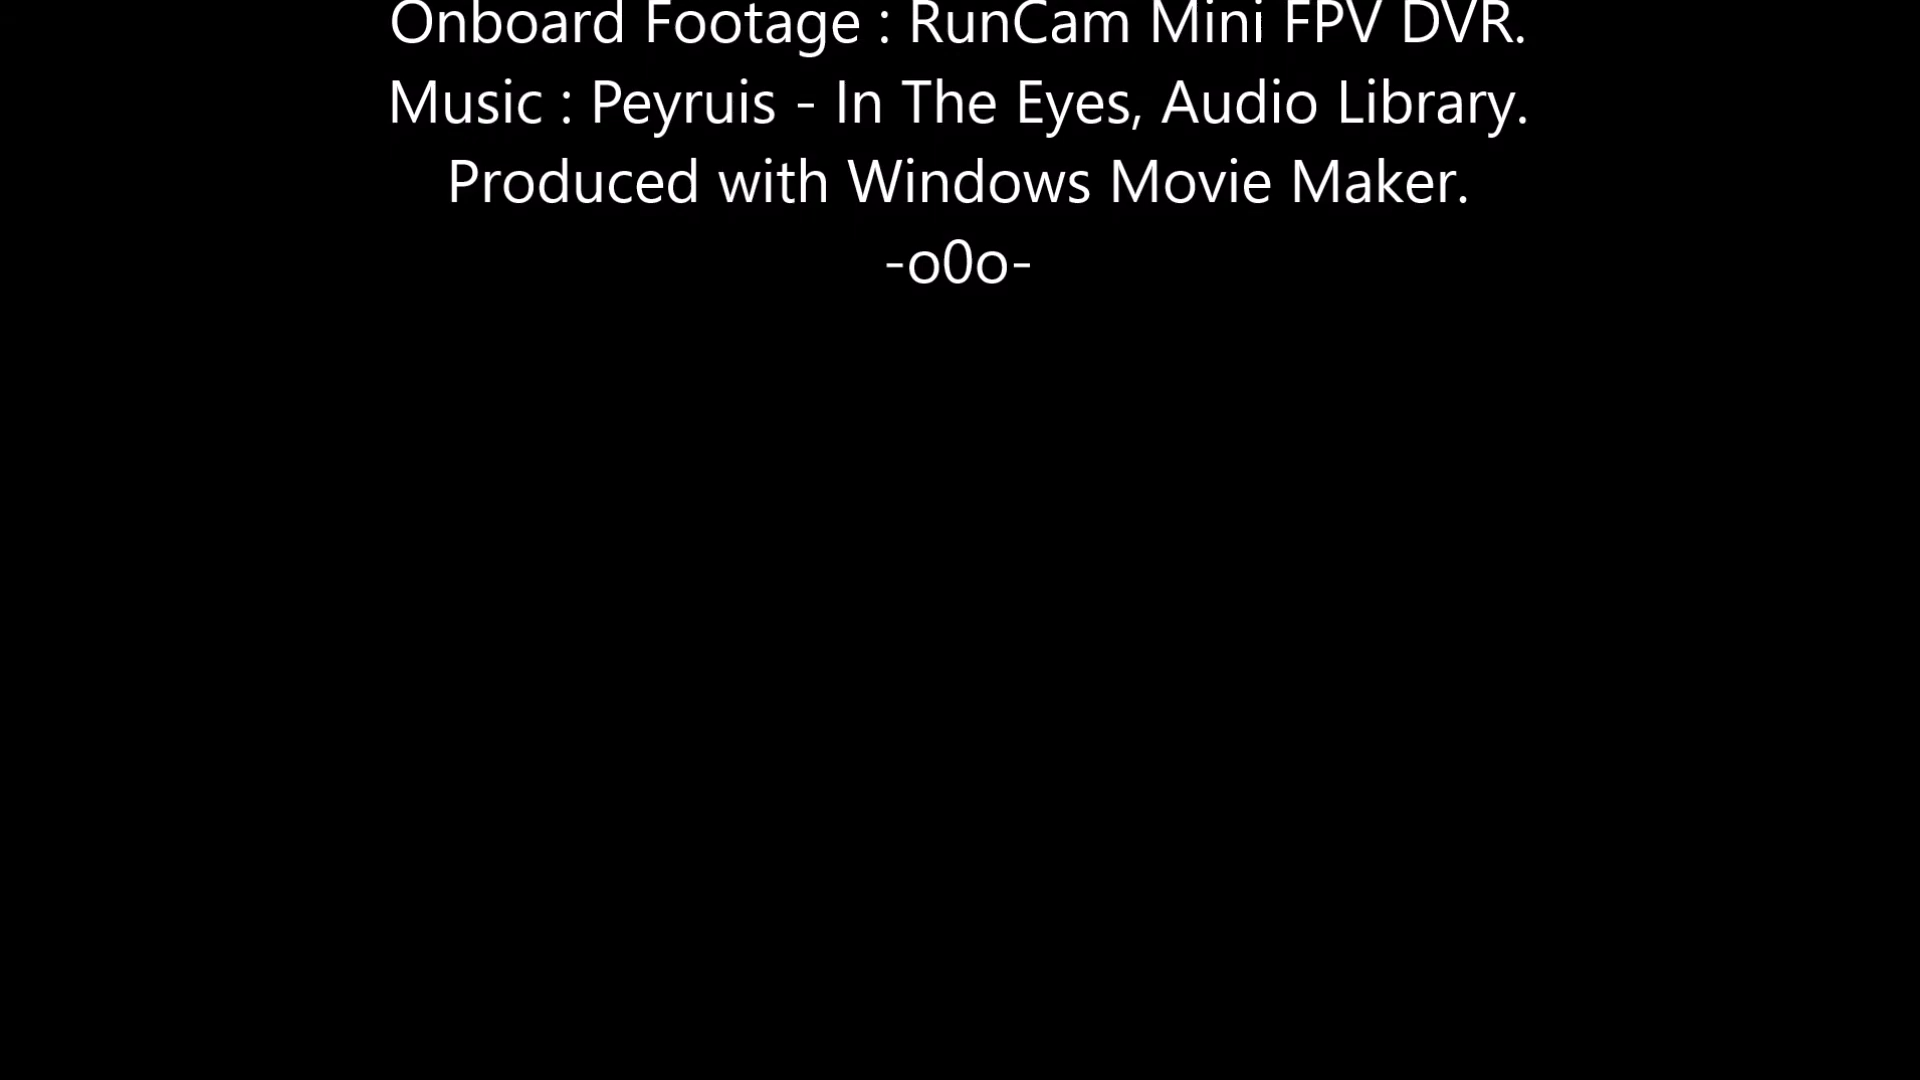 Onboard Footage : RunCam Mini FPV DVR.
Music : Peyruis - In The Eyes, Audio Library.
Produced with Windows Movie Maker.
-o0o-